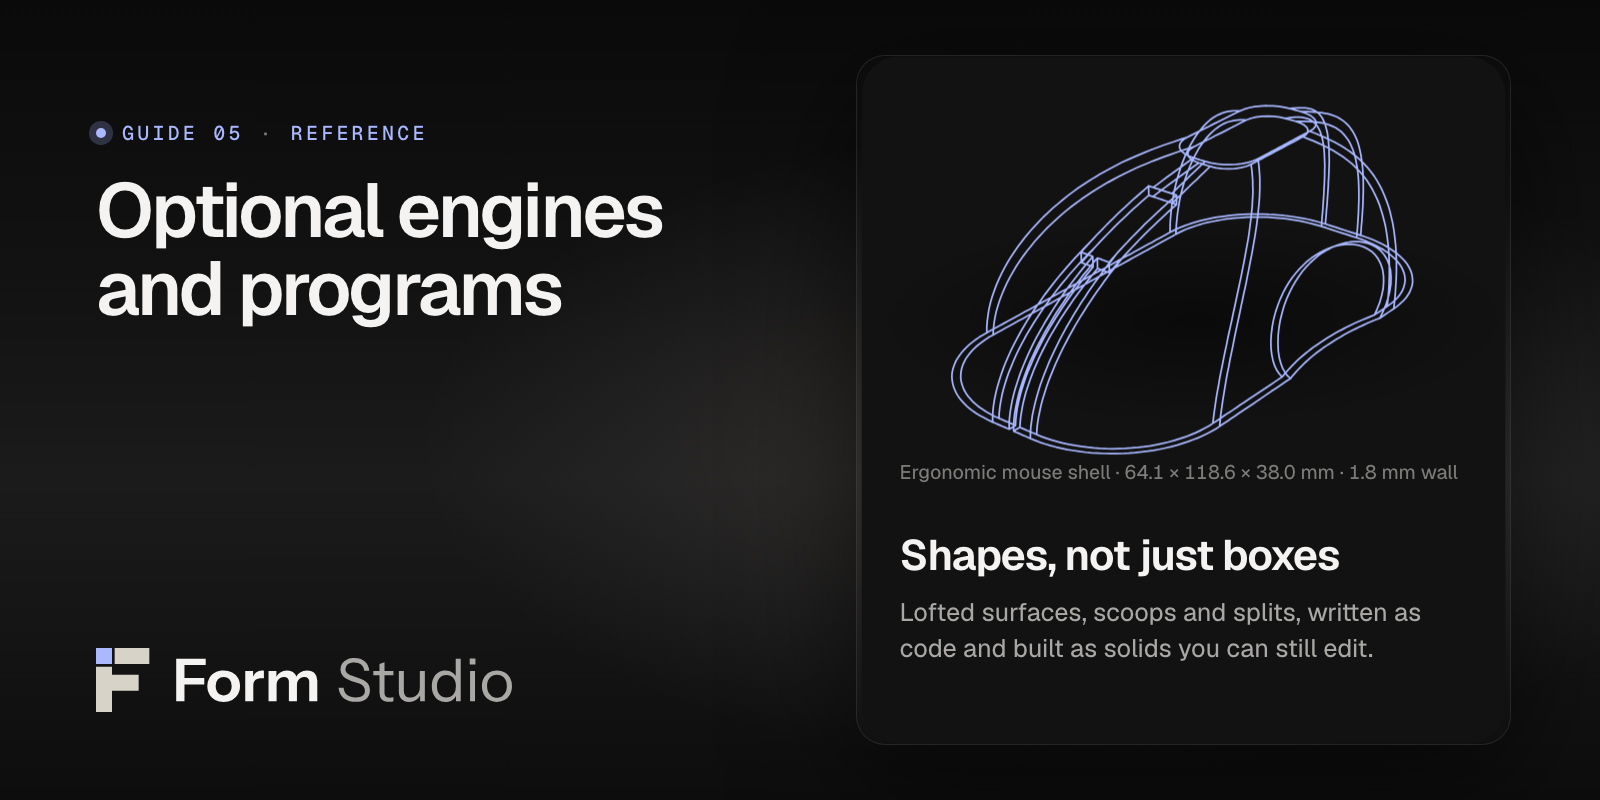 GUIDE 05 · REFERENCE
Optional engines
and programs
Form Studio
Ergonomic mouse shell · 64.1 × 118.6 × 38.0 mm · 1.8 mm wall
Shapes, not just boxes
Lofted surfaces, scoops and splits, written as
code and built as solids you can still edit.